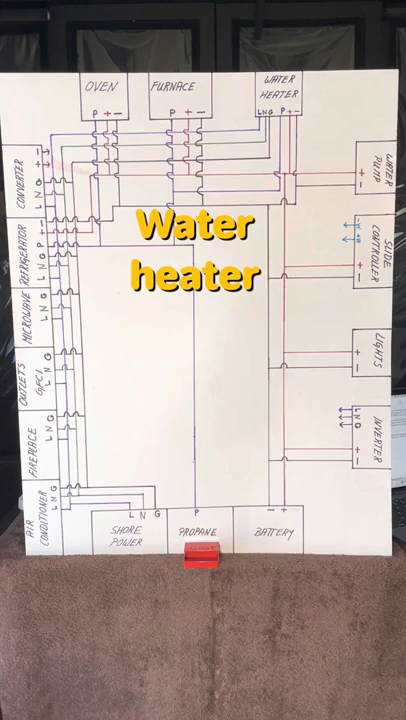 OVEN
P + -
FURNACE
P + -
WATER
HEATER
L N G P + -
CONVERTER
- +
L N G
REFRIGERATOR
L N G P + -
MICROWAVE
L N G
OUTLETS
GFCI
L N G
FIREPLACE
L N G
AIR
CONDITIONER
L N G
WATER
PUMP
+ -
SLIDE
CONTROLLER
+ -
LIGHTS
+ -
INVERTER
L N G
+ -
Water
heater
SHORE
POWER
L N G
PROPANE
P
BATTERY
- +